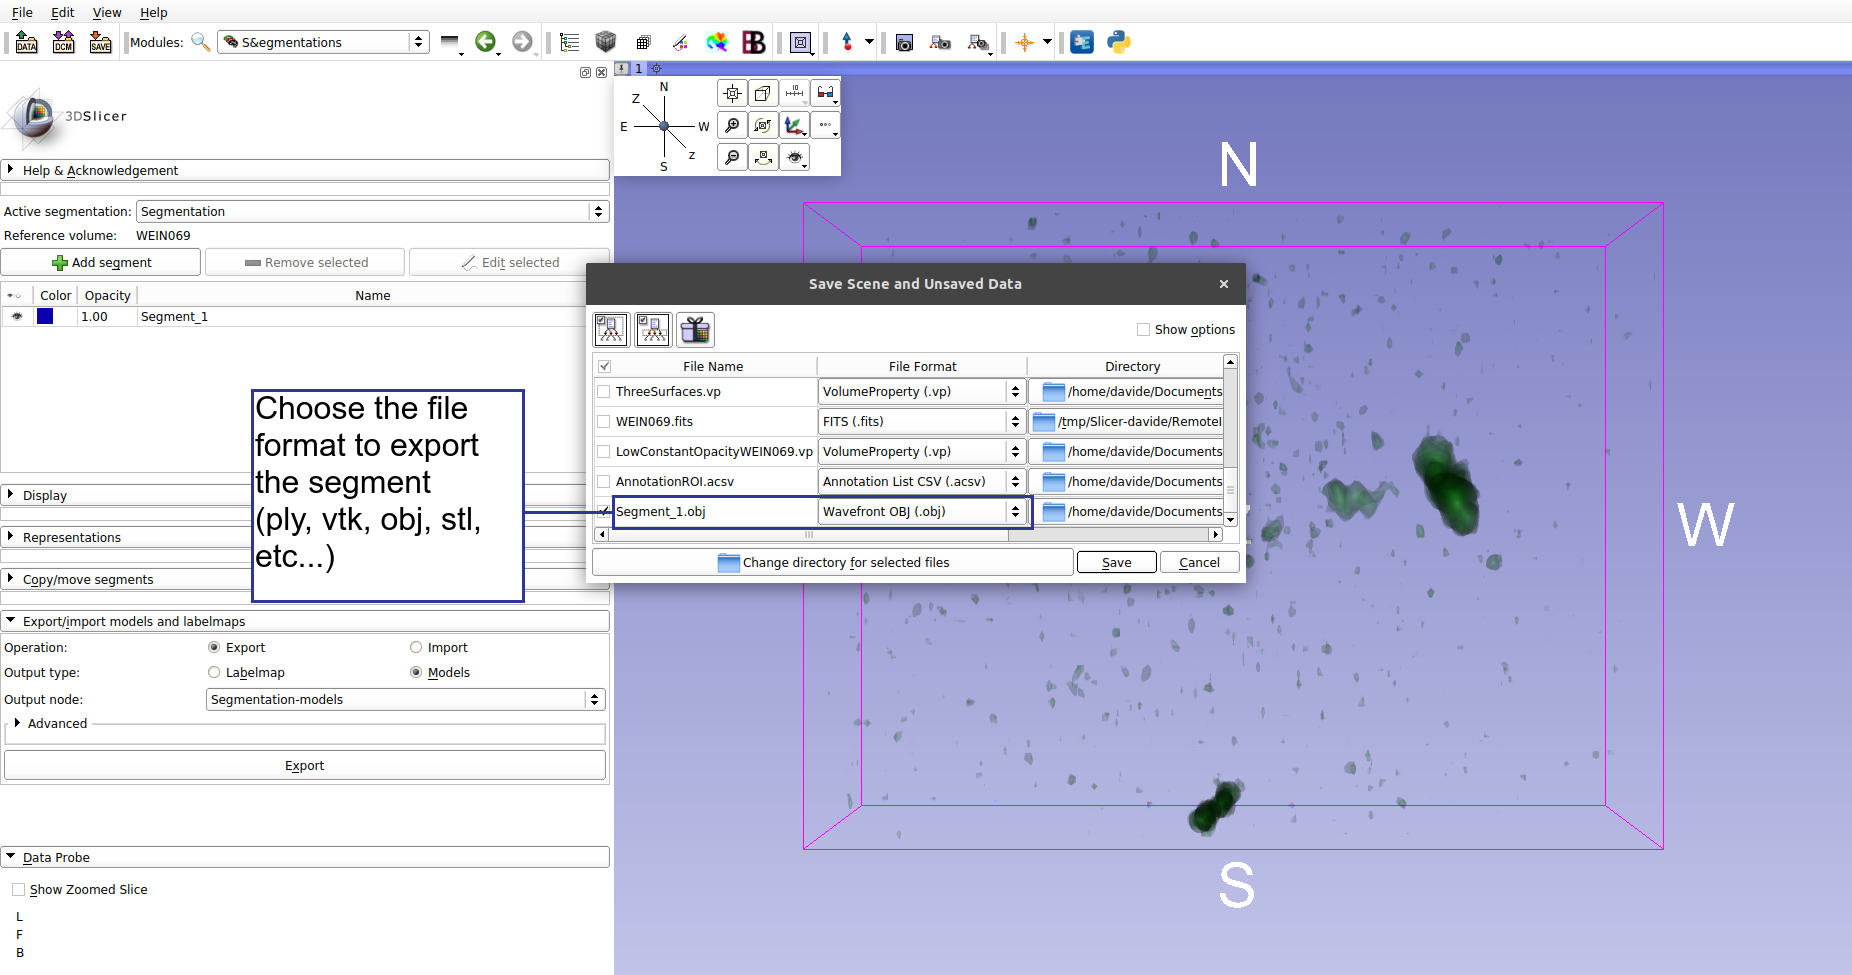 File Edit View Help
DATA DCM SAVE Modules: S&egmentations
1
N
Z
E W
z
S
3DSlicer
Help & Acknowledgement
Active segmentation: Segmentation
Reference volume: WEIN069
Add segment Remove selected Edit selected
Color Opacity Name
1.00 Segment_1
Choose the file
format to export
the segment
(ply, vtk, obj, stl,
etc...)
Display
Representations
Copy/move segments
Export/import models and labelmaps
Operation: Export Import
Output type: Labelmap Models
Output node: Segmentation-models
Advanced
Export
Data Probe
Show Zoomed Slice
L
F
B
Save Scene and Unsaved Data
Show options
File Name File Format Directory
ThreeSurfaces.vp VolumeProperty (.vp) /home/davide/Documents
WEIN069.fits FITS (.fits) /tmp/Slicer-davide/RemoteI
LowConstantOpacityWEIN069.vp VolumeProperty (.vp) /home/davide/Documents
AnnotationROI.acsv Annotation List CSV (.acsv) /home/davide/Documents
Segment_1.obj Wavefront OBJ (.obj) /home/davide/Documents
Change directory for selected files Save Cancel
N
W
S